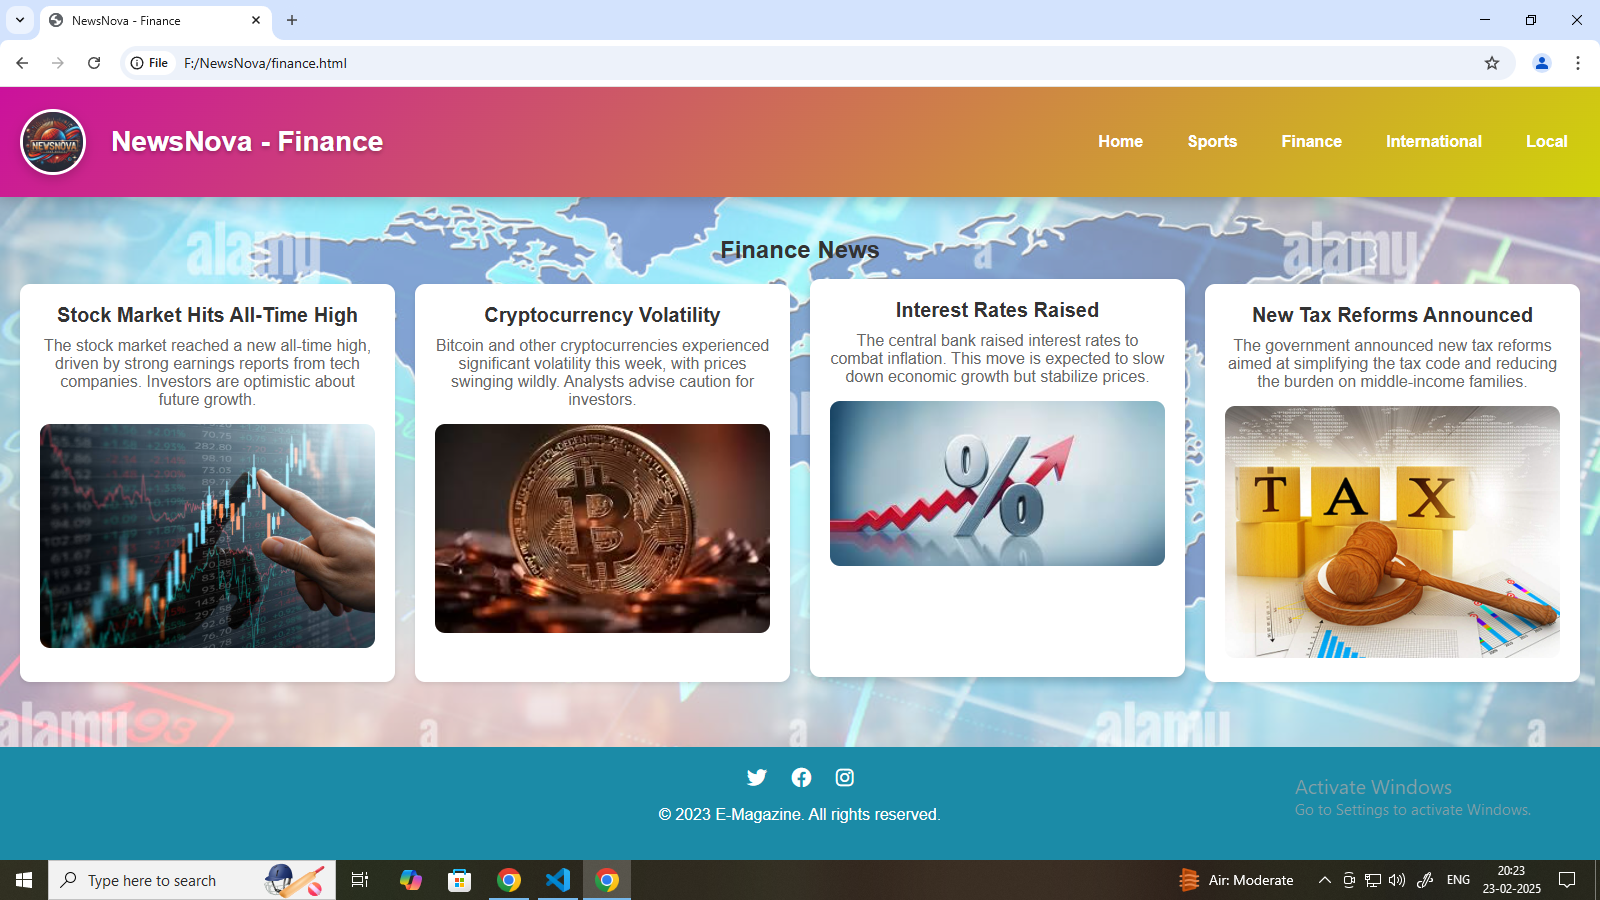 NewsNova - Finance
File
F:/NewsNova/finance.html
NEWSNOVA
NewsNova - Finance
Home
Sports
Finance
International
Local
alamy
a
a
alamy
Finance News
Stock Market Hits All-Time High
The stock market reached a new all-time high,
driven by strong earnings reports from tech
companies. Investors are optimistic about
future growth.
Cryptocurrency Volatility
Bitcoin and other cryptocurrencies experienced
significant volatility this week, with prices
swinging wildly. Analysts advise caution for
investors.
Interest Rates Raised
The central bank raised interest rates to
combat inflation. This move is expected to slow
down economic growth but stabilize prices.
%
New Tax Reforms Announced
The government announced new tax reforms
aimed at simplifying the tax code and reducing
the burden on middle-income families.
TAX
alamy
a
a
alamy
a
© 2023 E-Magazine. All rights reserved.
Activate Windows
Go to Settings to activate Windows.
Type here to search
Air: Moderate
ENG
20:23
23-02-2025